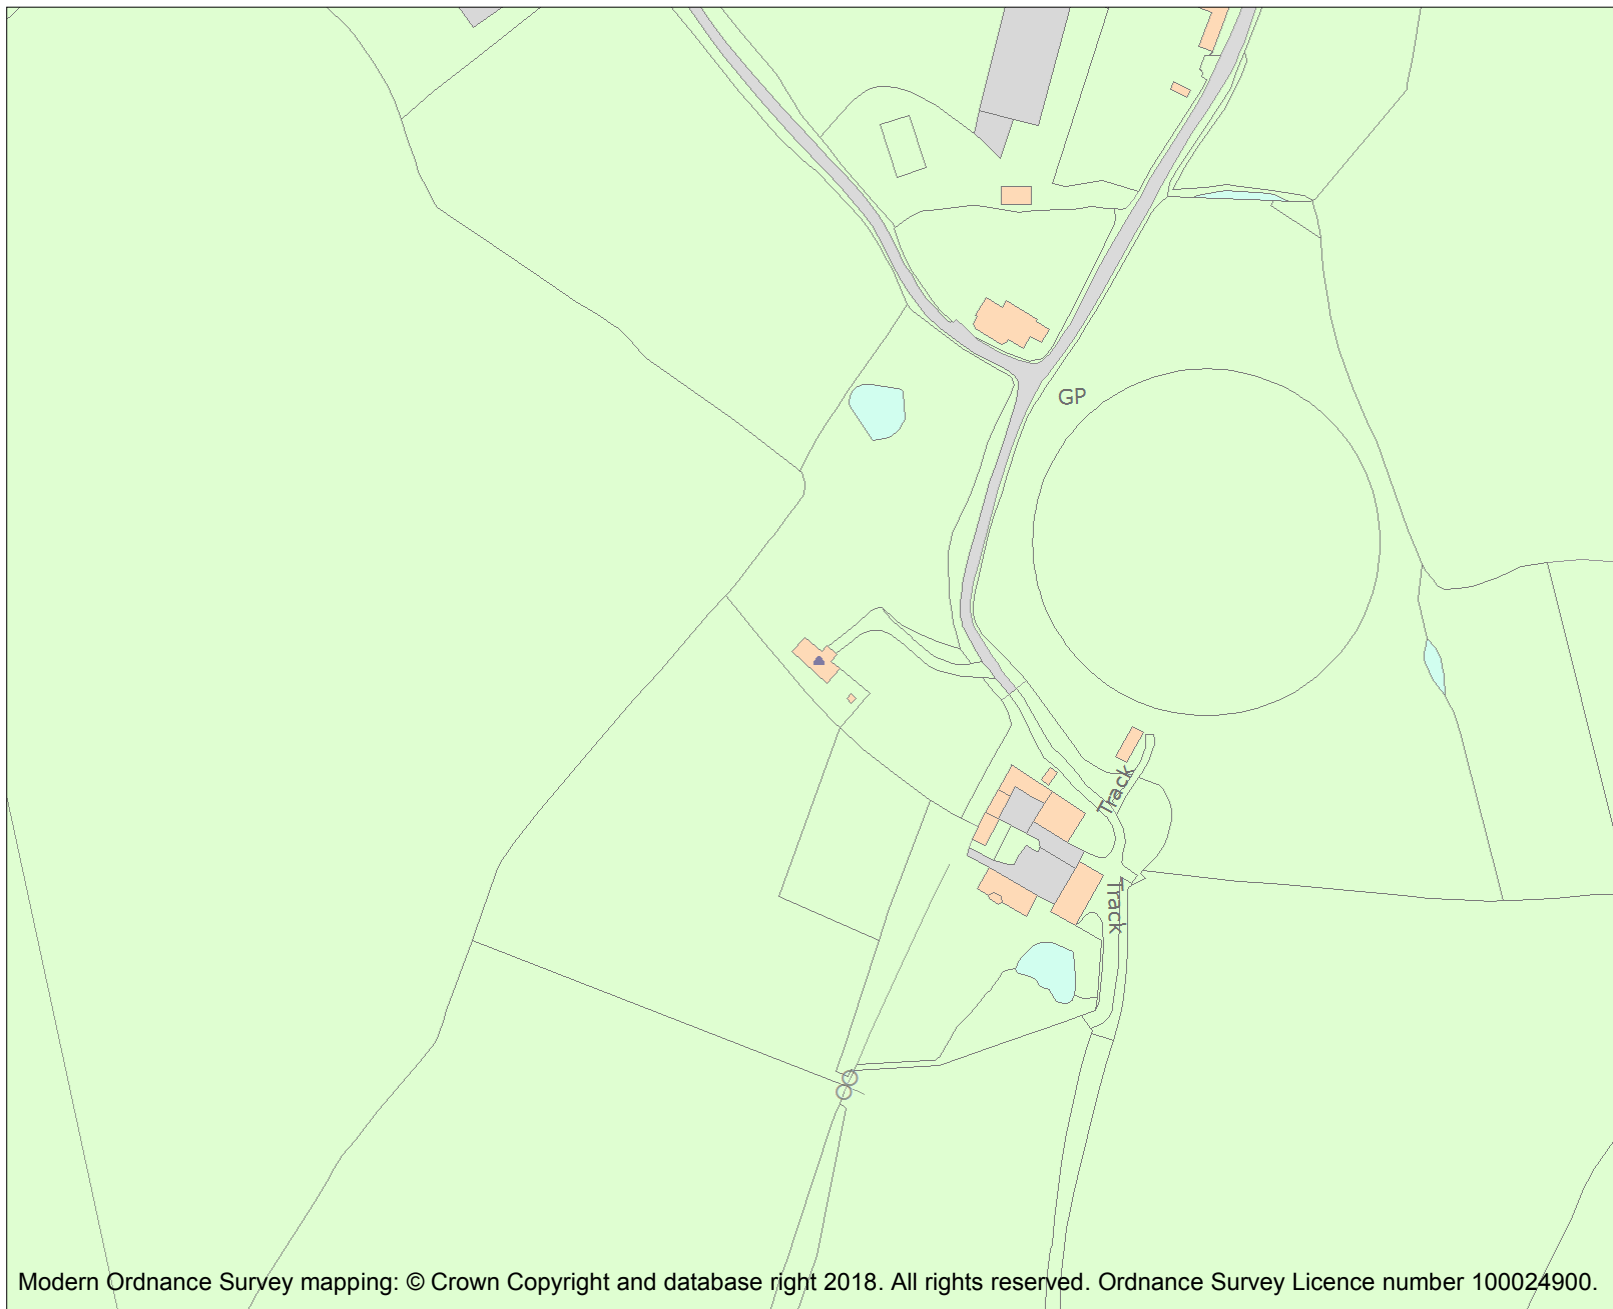 GP
Track
Track
Modern Ordnance Survey mapping: © Crown Copyright and database right 2018. All rights reserved. Ordnance Survey Licence number 100024900.